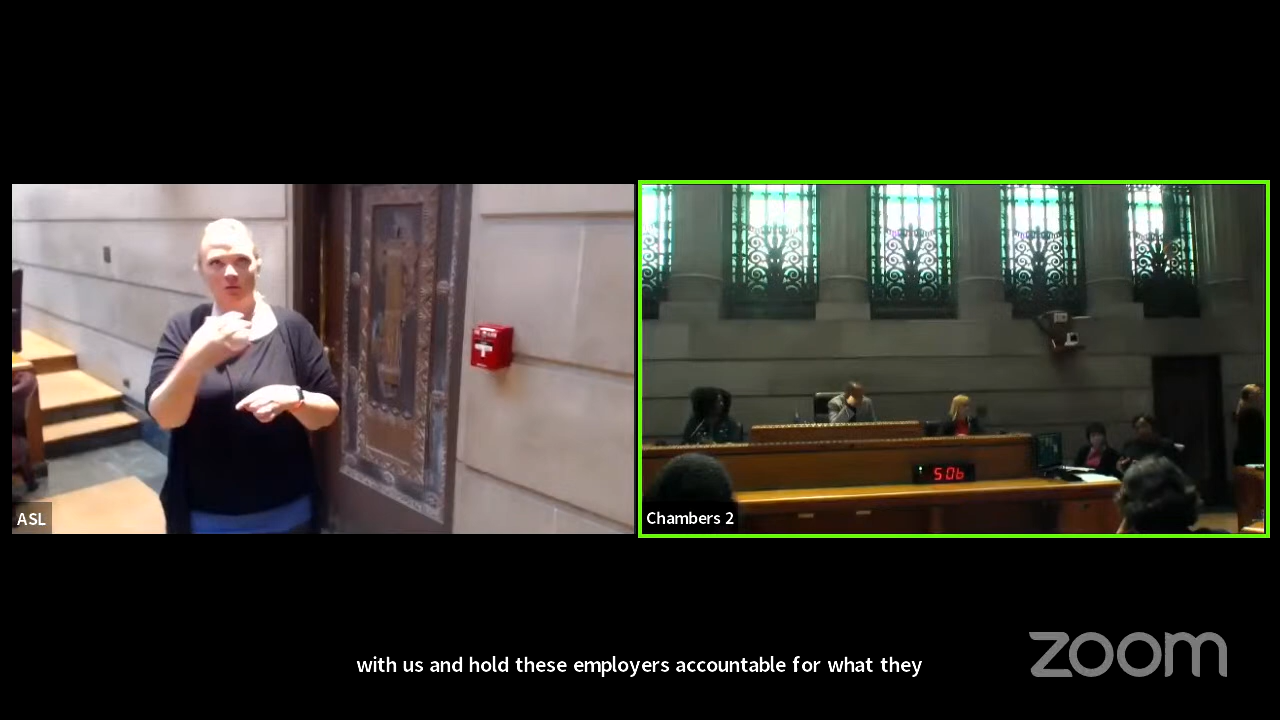 ASL
5:06
Chambers 2
with us and hold these employers accountable for what they
zoom